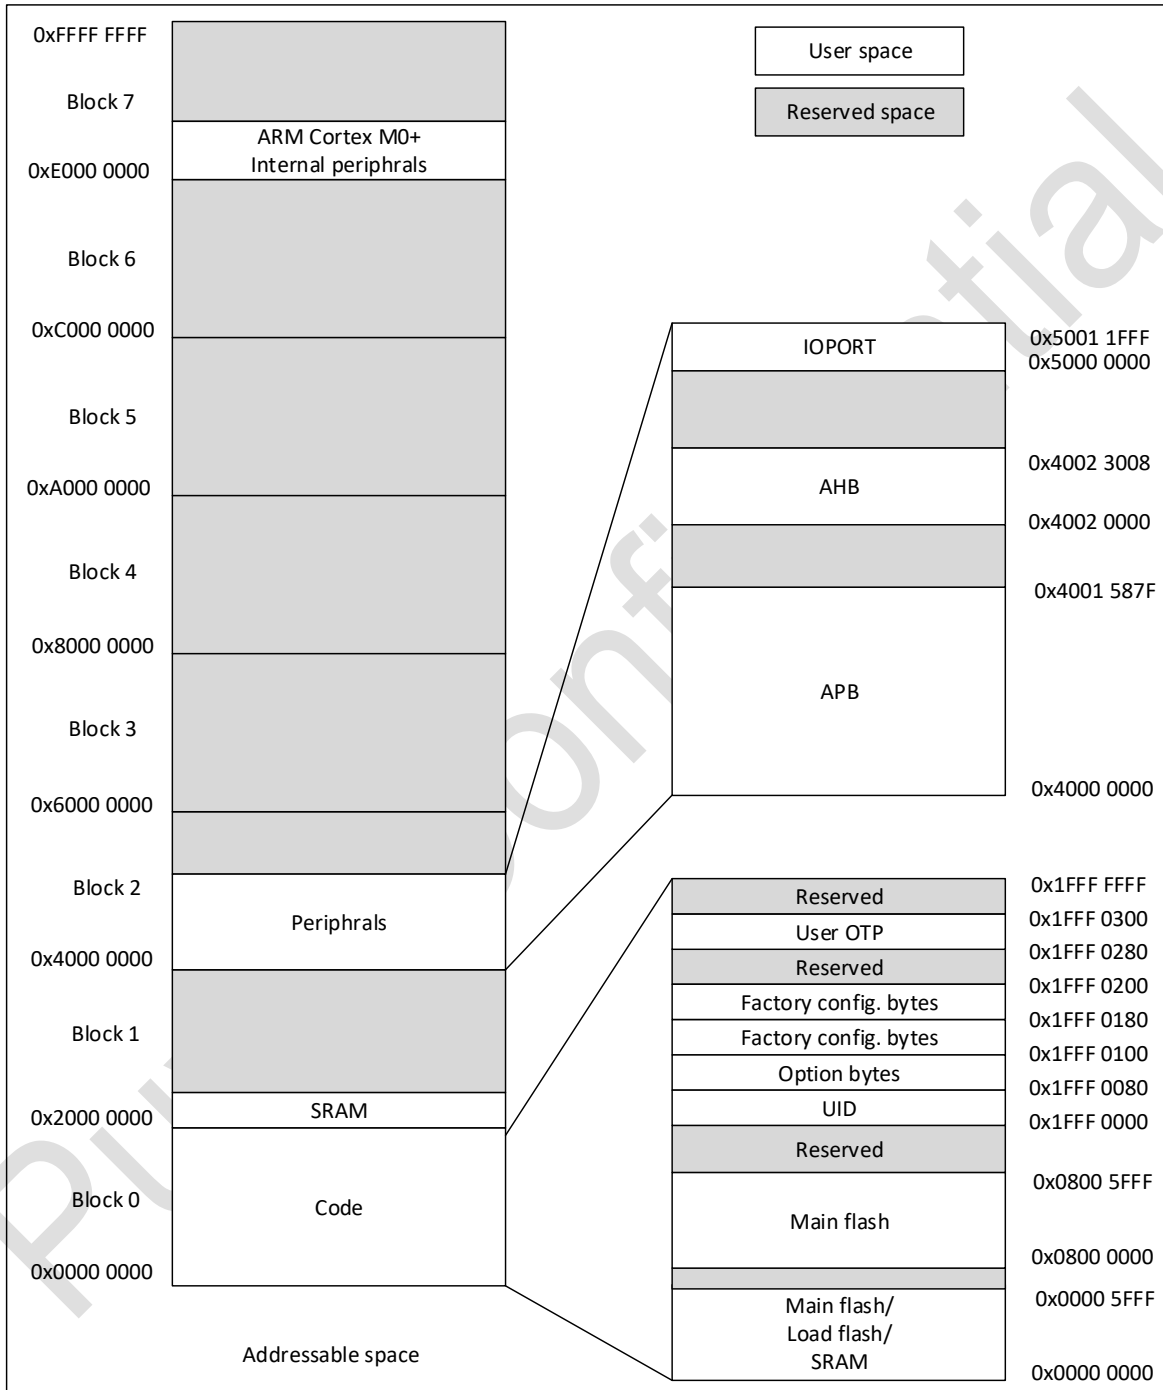 0xFFFF FFFF
Block 7
ARM Cortex M0+
Internal periphrals
0xE000 0000
Block 6
0xC000 0000
Block 5
0xA000 0000
Block 4
0x8000 0000
Block 3
0x6000 0000
Block 2
Periphrals
0x4000 0000
Block 1
0x2000 0000
SRAM
Block 0
Code
0x0000 0000
Addressable space
User space
Reserved space
IOPORT
0x5001 1FFF
0x5000 0000
0x4002 3008
AHB
0x4002 0000
0x4001 587F
APB
0x4000 0000
Reserved
0x1FFF FFFF
0x1FFF 0300
User OTP
0x1FFF 0280
Reserved
0x1FFF 0200
Factory config. bytes
0x1FFF 0180
Factory config. bytes
0x1FFF 0100
Option bytes
0x1FFF 0080
UID
0x1FFF 0000
Reserved
0x0800 5FFF
Main flash
0x0800 0000
0x0000 5FFF
Main flash/
Load flash/
SRAM
0x0000 0000